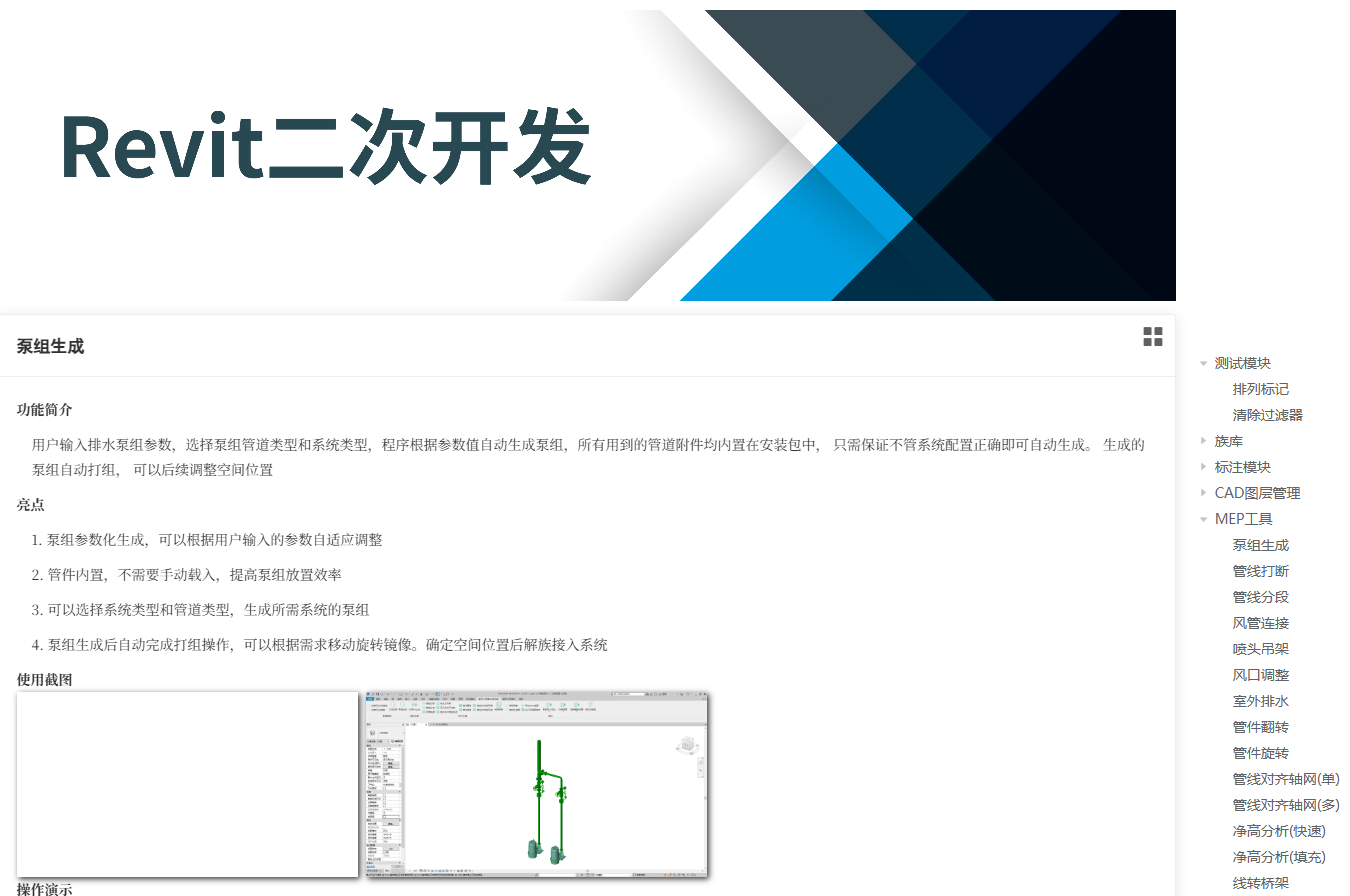 Revit二次开发
泵组生成
功能简介
用户输入排水泵组参数，选择泵组管道类型和系统类型，程序根据参数值自动生成泵组，所有用到的管道附件均内置在安装包中， 只需保证不管系统配置正确即可自动生成。 生成的
泵组自动打组， 可以后续调整空间位置
亮点
1. 泵组参数化生成，可以根据用户输入的参数自适应调整
2. 管件内置，不需要手动载入，提高泵组放置效率
3. 可以选择系统类型和管道类型，生成所需系统的泵组
4. 泵组生成后自动完成打组操作，可以根据需求移动旋转镜像。确定空间位置后解族接入系统
使用截图
操作演示
测试模块
排列标记
清除过滤器
族库
标注模块
CAD图层管理
MEP工具
泵组生成
管线打断
管线分段
风管连接
喷头吊架
风口调整
室外排水
管件翻转
管件旋转
管线对齐轴网(单)
管线对齐轴网(多)
净高分析(快速)
净高分析(填充)
线转桥架